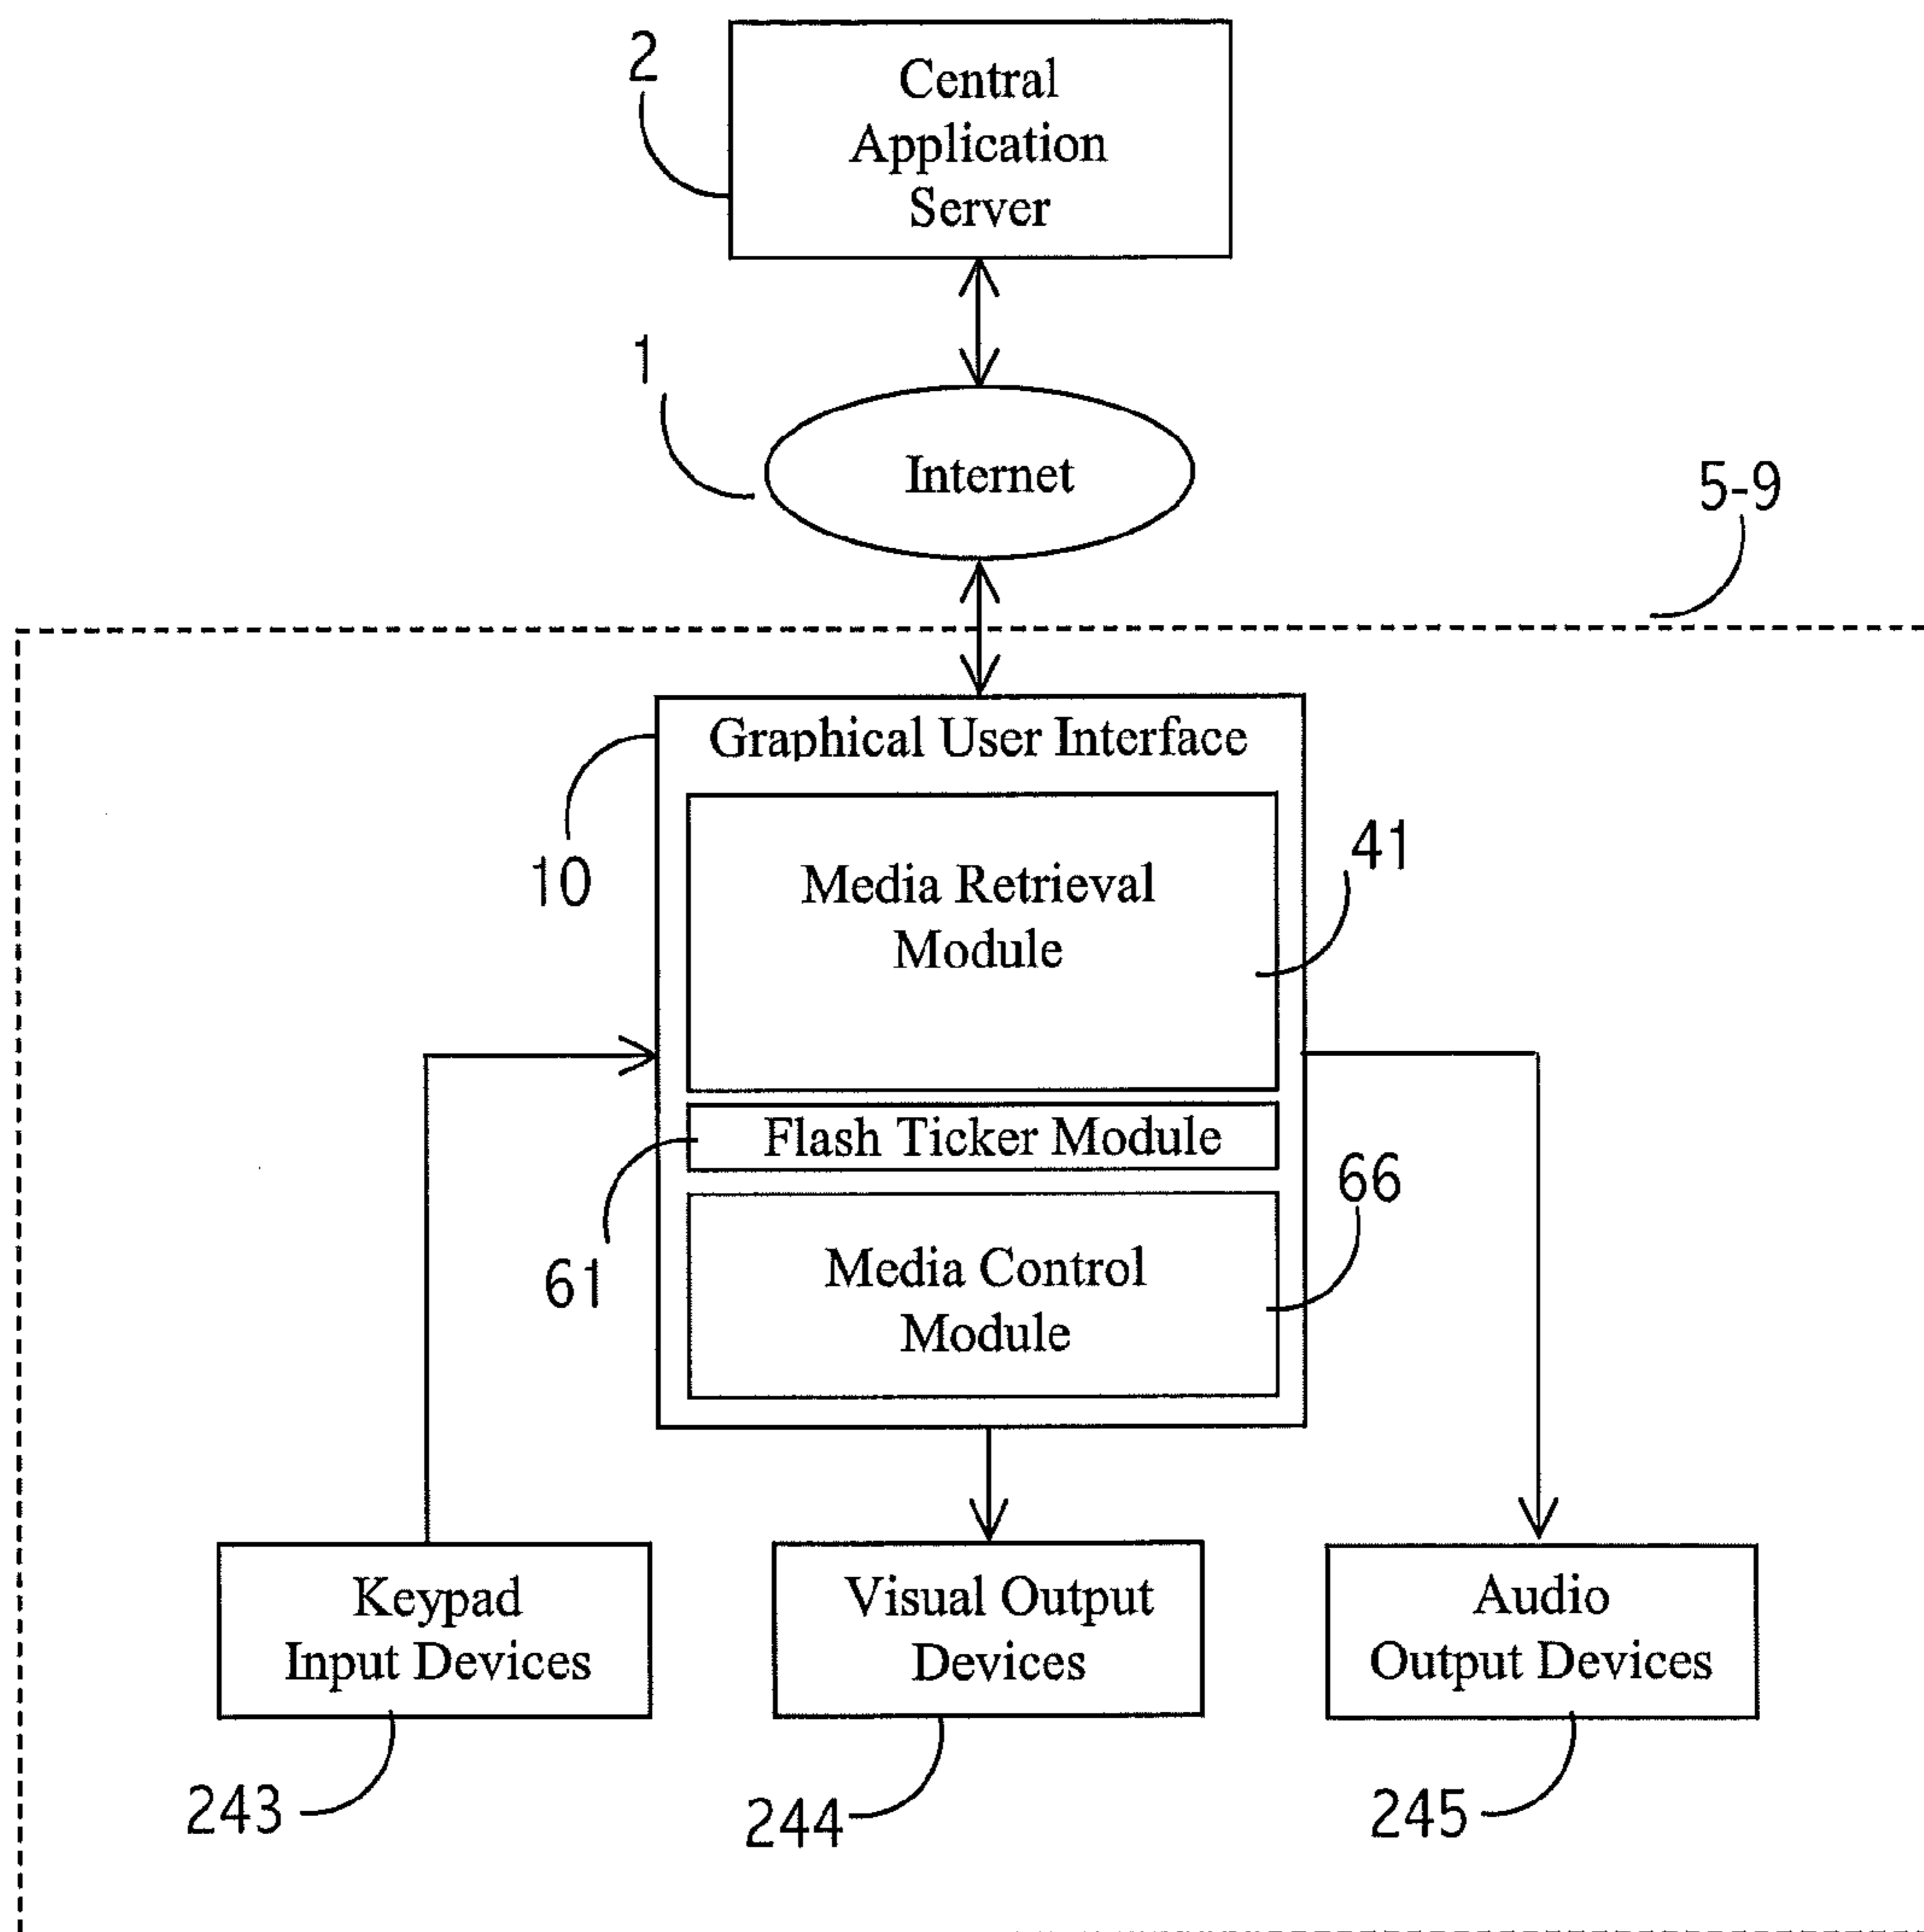 2
Central
Application
Server
1
Internet
5-9
Graphical User Interface
10
Media Retrieval
Module
41
Flash Ticker Module
61
66
Media Control
Module
Keypad
Input Devices
Visual Output
Devices
Audio
Output Devices
243
244
245